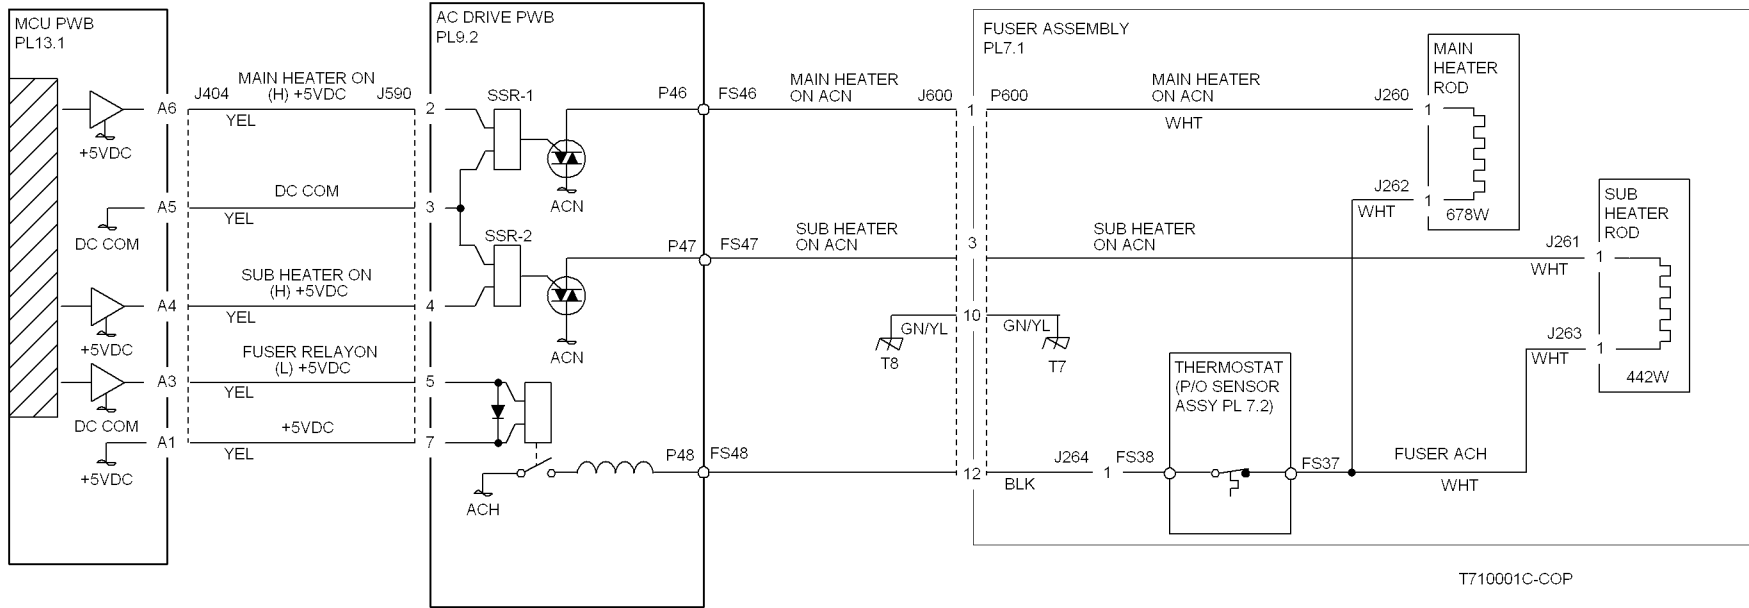 MCU PWB
PL13.1
AC DRIVE PWB
PL9.2
FUSER ASSEMBLY
PL7.1
MAIN
HEATER
ROD
A6
J404
MAIN HEATER ON
(H) +5VDC
J590
2
SSR-1
P46
FS46
MAIN HEATER
ON ACN
J600
1
P600
MAIN HEATER
ON ACN
J260
1
YEL
WHT
+5VDC
A5
DC COM
3
ACN
J262
1
WHT
678W
YEL
DC COM
SSR-2
P47
FS47
SUB HEATER
ON ACN
3
SUB HEATER
ON ACN
J261
1
WHT
SUB
HEATER
ROD
A4
SUB HEATER ON
(H) +5VDC
4
YEL
+5VDC
ACN
GN/YL
10
GN/YL
T8
T7
J263
1
WHT
442W
A3
FUSER RELAYON
(L) +5VDC
5
YEL
DC COM
THERMOSTAT
(P/O SENSOR
ASSY PL 7.2)
A1
+5VDC
7
YEL
+5VDC
P48
FS48
12
BLK
J264
1
FS38
FS37
FUSER ACH
WHT
ACH
T710001C-COP